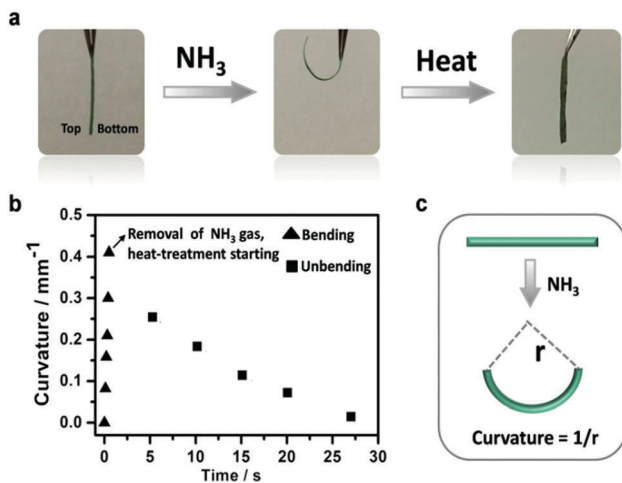 a
NH₃
Heat
Top
Bottom
b
Curvature / mm⁻¹
0.5
0.4
0.3
0.2
0.1
0.0
Removal of NH₃ gas,
heat-treatment starting
▲ Bending
■ Unbending
0 5 10 15 20 25 30
Time / s
c
NH₃
r
Curvature = 1/r